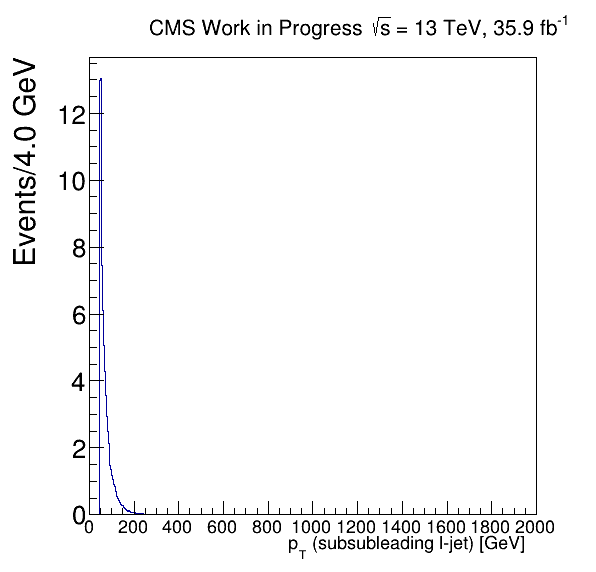 CMS Work in Progress √s = 13 TeV, 35.9 fb⁻¹
Events/4.0 GeV
12
10
8
6
4
2
0
0 200 400 600 800 1000 1200 1400 1600 1800 2000
p_T (subsubleading l-jet) [GeV]